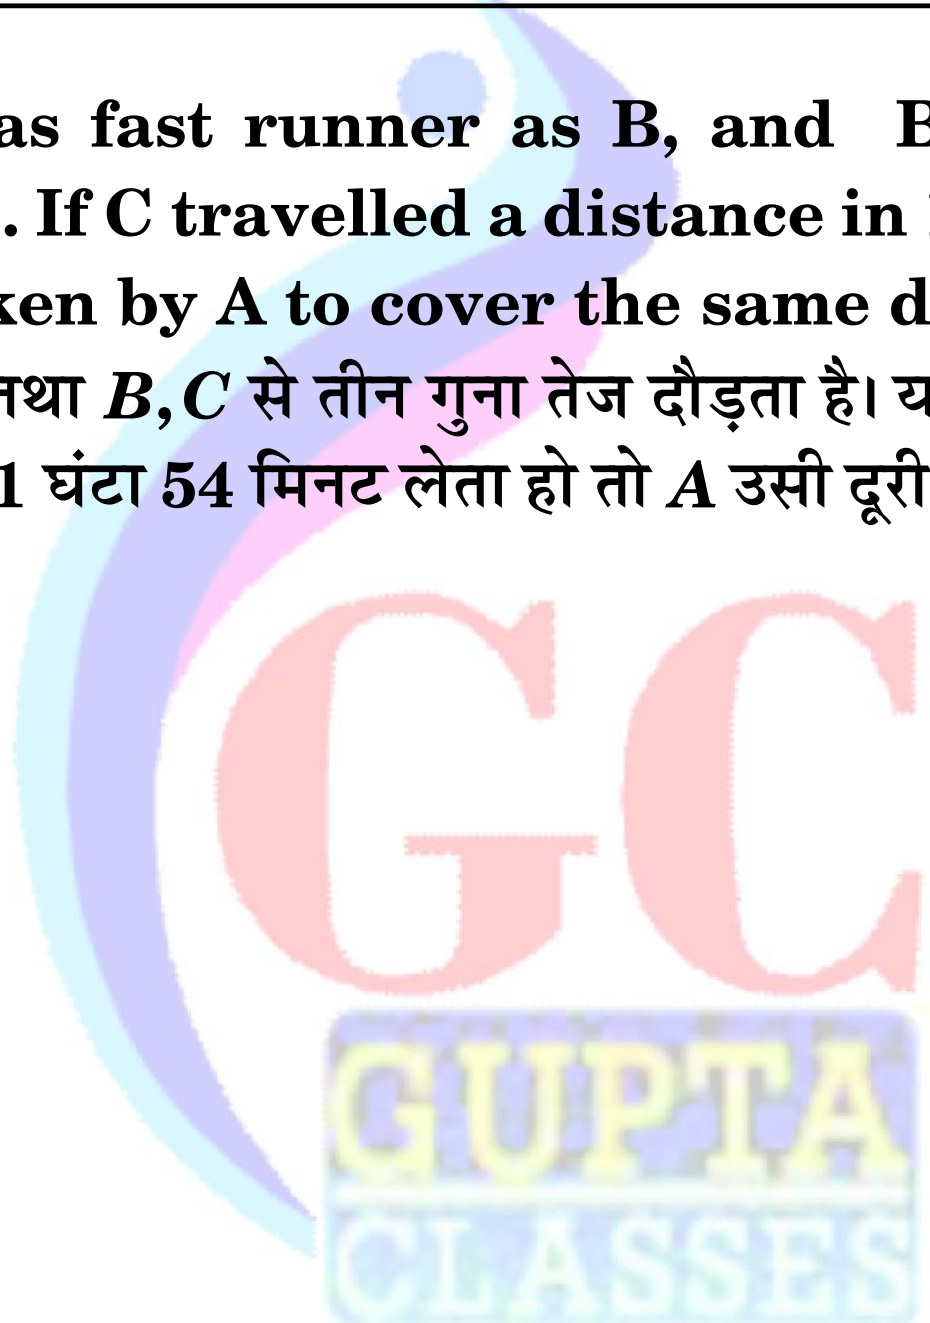 as fast runner as B, and B
. If C travelled a distance in
ken by A to cover the same d
तथा B,C से तीन गुना तेज दौड़ता है। य
1 घंटा 54 मिनट लेता हो तो A उसी दूरी
GC
GUPTA
CLASSES